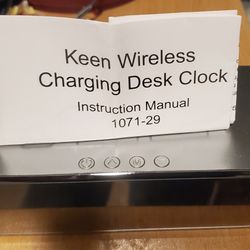 Keen Wireless
Charging Desk Clock
Instruction Manual
1071-29